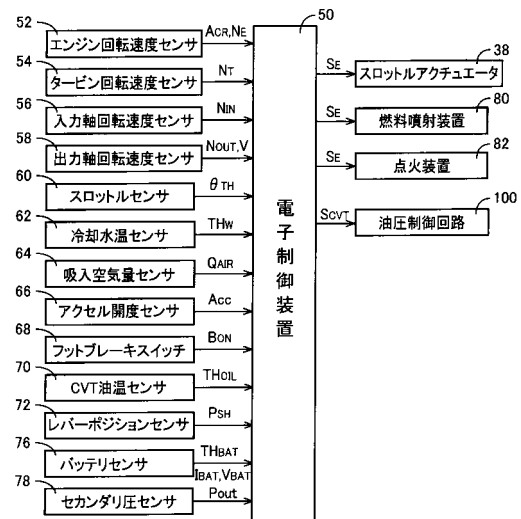 52
エンジン回転速度センサ
ACR,NE
54
タービン回転速度センサ
NT
56
入力軸回転速度センサ
NIN
58
出力軸回転速度センサ
NOUT,V
60
スロットルセンサ
θTH
62
冷却水温センサ
THW
64
吸入空気量センサ
QAIR
66
アクセル開度センサ
ACC
68
フットブレーキスイッチ
BON
70
CVT油温センサ
THOIL
72
レバーポジションセンサ
PSH
76
バッテリセンサ
THBAT
IBAT,VBAT
78
セカンダリ圧センサ
Pout
50
電子制御装置
SE
38
スロットルアクチュエータ
SE
80
燃料噴射装置
SE
82
点火装置
SCVT
100
油圧制御回路